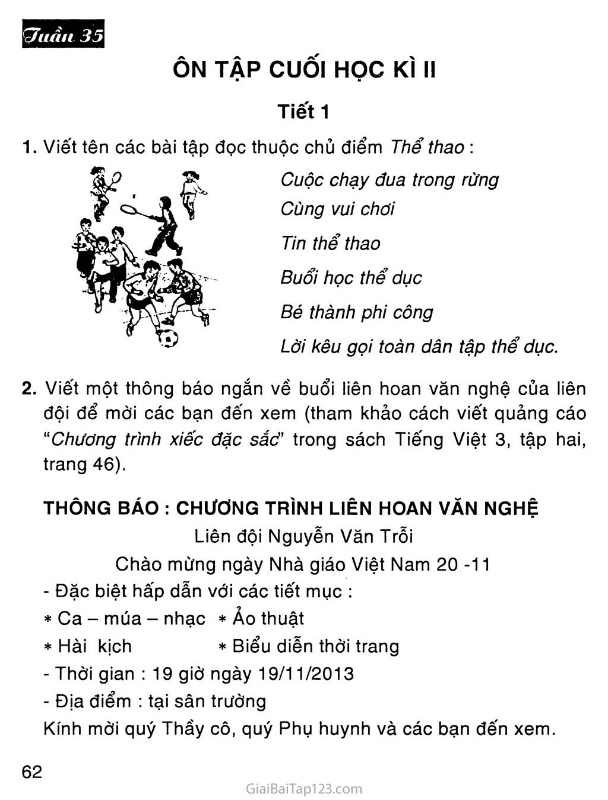 Tuần 35
ÔN TẬP CUỐI HỌC KÌ II
Tiết 1
1. Viết tên các bài tập đọc thuộc chủ điểm Thể thao :
Cuộc chạy đua trong rừng
Cùng vui chơi
Tin thể thao
Buổi học thể dục
Bé thành phi công
Lời kêu gọi toàn dân tập thể dục.
2. Viết một thông báo ngắn về buổi liên hoan văn nghệ của liên
đội để mời các bạn đến xem (tham khảo cách viết quảng cáo
“Chương trình xiếc đặc sắc” trong sách Tiếng Việt 3, tập hai,
trang 46).
THÔNG BÁO : CHƯƠNG TRÌNH LIÊN HOAN VĂN NGHỆ
Liên đội Nguyễn Văn Trỗi
Chào mừng ngày Nhà giáo Việt Nam 20 -11
- Đặc biệt hấp dẫn với các tiết mục :
* Ca – múa – nhạc * Ảo thuật
* Hài kịch * Biểu diễn thời trang
- Thời gian : 19 giờ ngày 19/11/2013
- Địa điểm : tại sân trường
Kính mời quý Thầy cô, quý Phụ huynh và các bạn đến xem.
62
GiaiBaiTap123.com